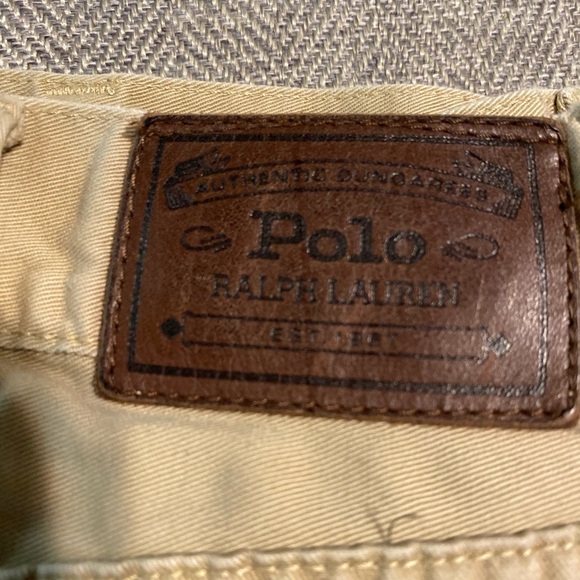 AUTHENTIC DUNGAREES
Polo
RALPH LAUREN
EST. 1967